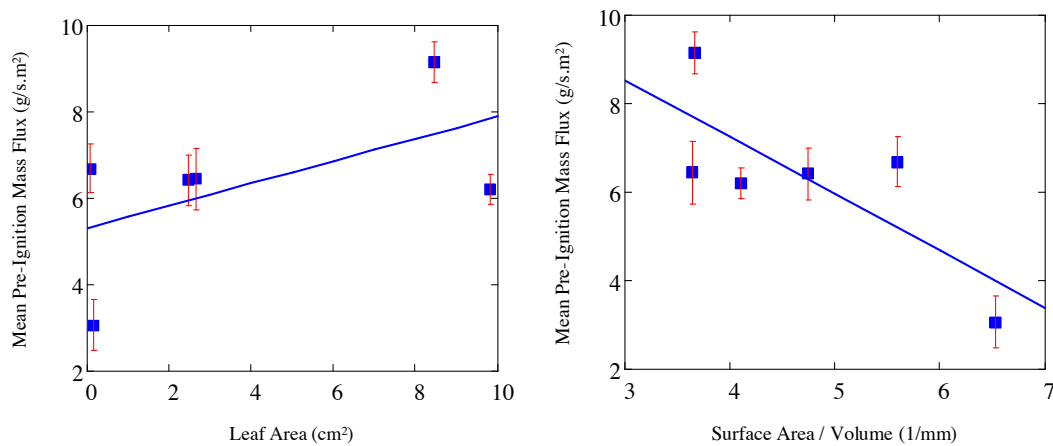 Mean Pre-Ignition Mass Flux (g/s.m²)
10
8
6
4
2
0 2 4 6 8 10
Leaf Area (cm²)
Mean Pre-Ignition Mass Flux (g/s.m²)
10
8
6
4
2
3 4 5 6 7
Surface Area / Volume (1/mm)